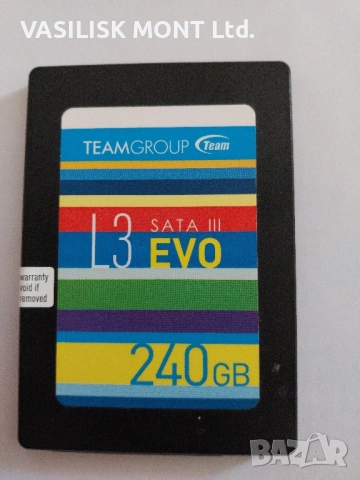 VASILISK MONT Ltd.
TEAMGROUP Team
L3 SATA III
EVO
warranty
void if
removed
240GB
BAZAR